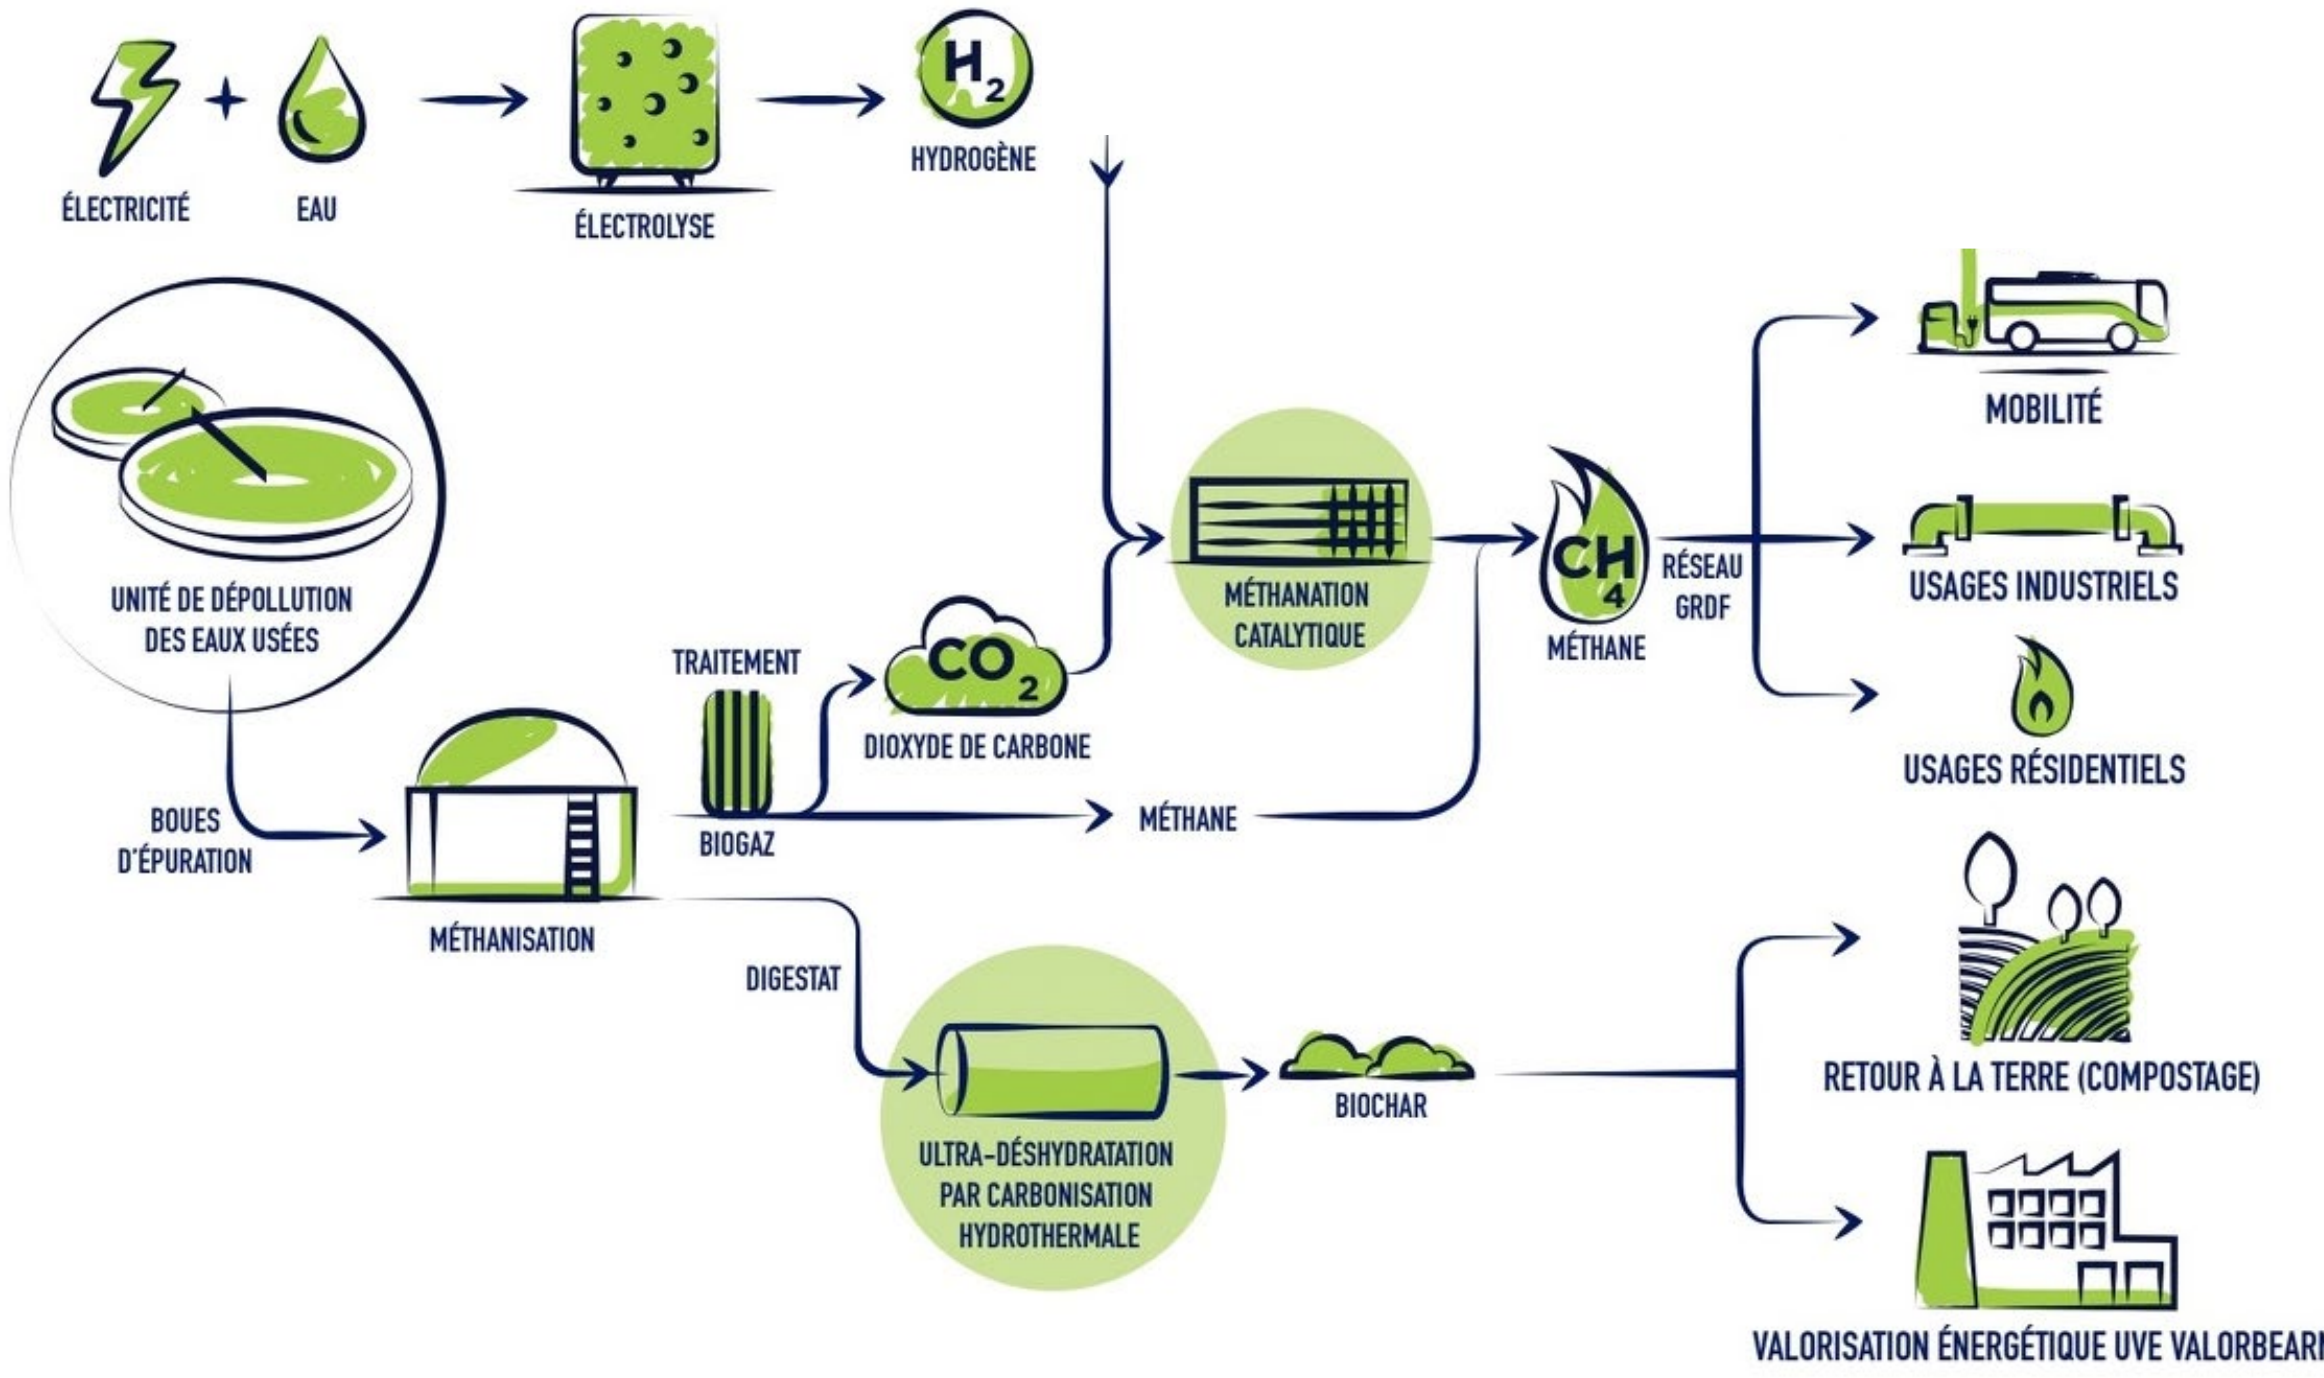 H2
HYDROGÈNE
+
ÉLECTRICITÉ
EAU
ÉLECTROLYSE
MOBILITÉ
UNITÉ DE DÉPOLLUTION
DES EAUX USÉES
MÉTHANATION
CATALYTIQUE
CH4
MÉTHANE
RÉSEAU
GRDF
USAGES INDUSTRIELS
TRAITEMENT
BIOGAZ
CO2
DIOXYDE DE CARBONE
MÉTHANE
USAGES RÉSIDENTIELS
BOUES
D'ÉPURATION
MÉTHANISATION
DIGESTAT
ULTRA-DÉSHYDRATATION
PAR CARBONISATION
HYDROTHERMALE
BIOCHAR
RETOUR À LA TERRE (COMPOSTAGE)
VALORISATION ÉNERGÉTIQUE UVE VALORBEARN